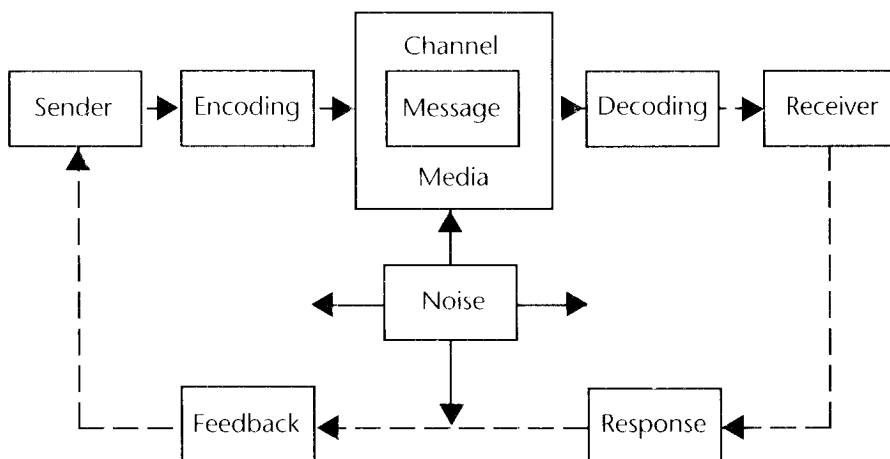 Channel
Sender
Encoding
Message
Decoding
Receiver
Media
Noise
Feedback
Response